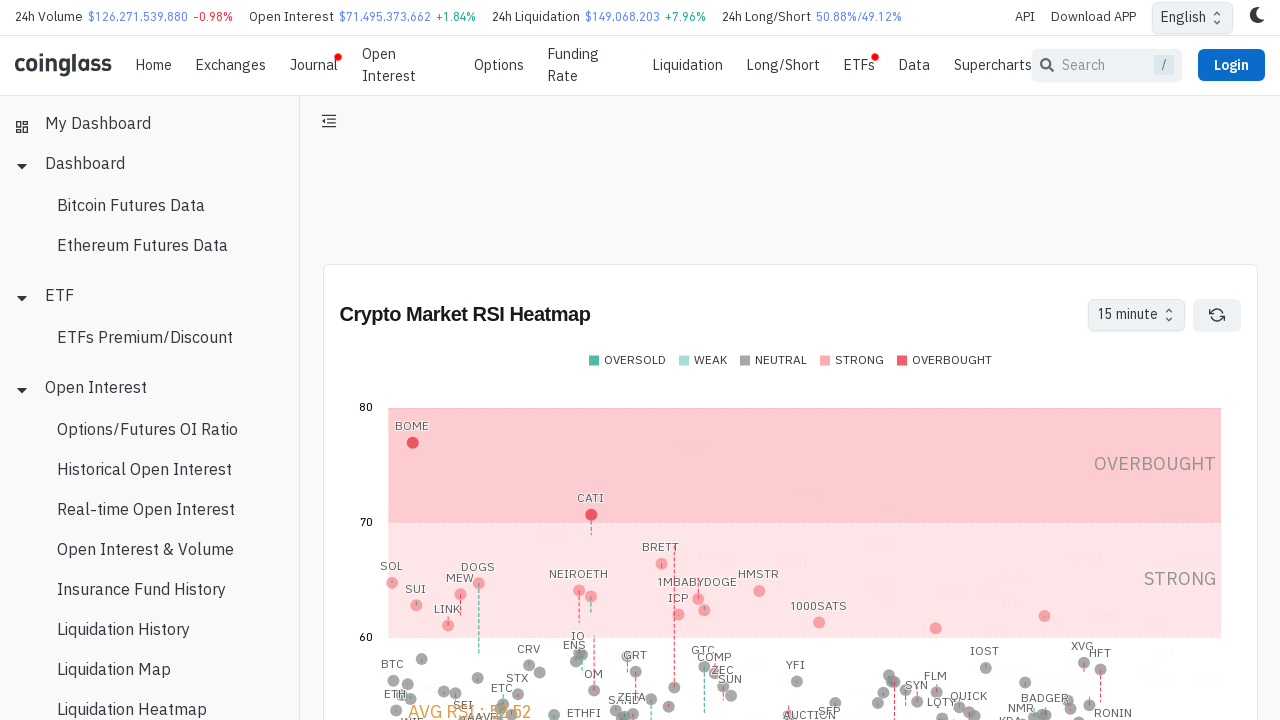 24h Volume $126,271,539,880 -0.98% Open Interest $71,495,373,662 +1.84% 24h Liquidation $149,068,203 +7.96% 24h Long/Short 50.88%/49.12% API Download APP English
coinglass Home Exchanges Journal Open Interest Options Funding Rate Liquidation Long/Short ETFs Data Supercharts Search / Login
My Dashboard
Dashboard
Bitcoin Futures Data
Ethereum Futures Data
ETF
ETFs Premium/Discount
Open Interest
Options/Futures OI Ratio
Historical Open Interest
Real-time Open Interest
Open Interest & Volume
Insurance Fund History
Liquidation History
Liquidation Map
Liquidation Heatmap
Crypto Market RSI Heatmap 15 minute
OVERSOLD WEAK NEUTRAL STRONG OVERBOUGHT
80
BOME
OVERBOUGHT
CATI
70
BRETT
SOL DOGS
MEW NEIROETH HMSTR
STRONG
SUI 1MBABYDOGE
ICP
LINK 1000SATS
60
IO
ENS
CRV GTC IOST XVG
GRT COMP HFT
BTC YFI
STX OM ZEC SUN FLM
ETC SYN
ETH ZETA QUICK BADGER
SEI LQTY
NMR
AVG RSI :
ETHFI AUCTION RONIN